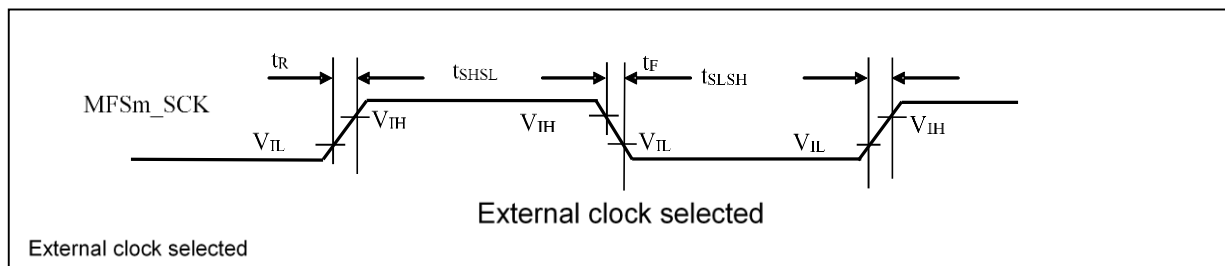 tR tSHSL tF tSLSH
MFSm_SCK
VIH VIH VIH
VIL VIL VIL
External clock selected
External clock selected